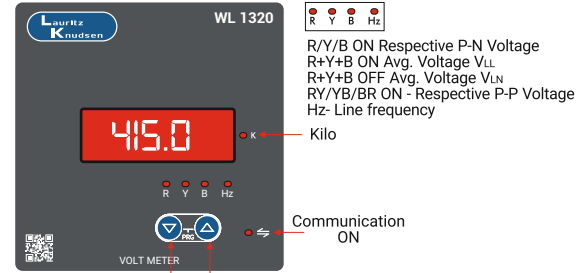 Lauritz
Knudsen
WL 1320
R Y B Hz
R/Y/B ON Respective P-N Voltage
R+Y+B ON Avg. Voltage VLL
R+Y+B OFF Avg. Voltage VLN
RY/YB/BR ON - Respective P-P Voltage
Hz- Line frequency
415.0
K
Kilo
R Y B Hz
PRG
Communication
ON
VOLT METER